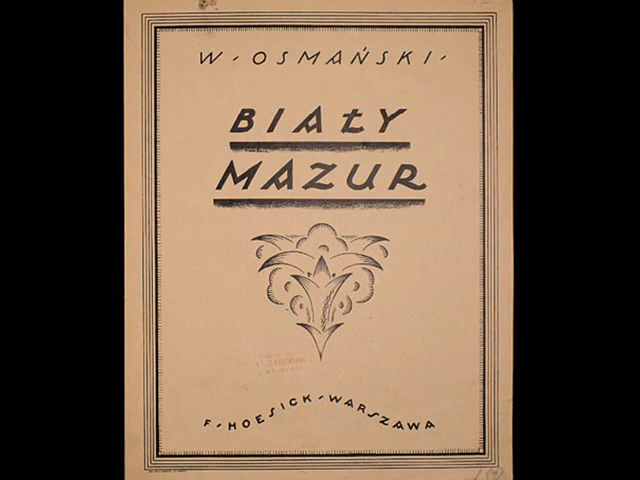 W · OSMAŃSKI ·
BIAŁY
MAZUR
F · HOESICK · WARSZAWA